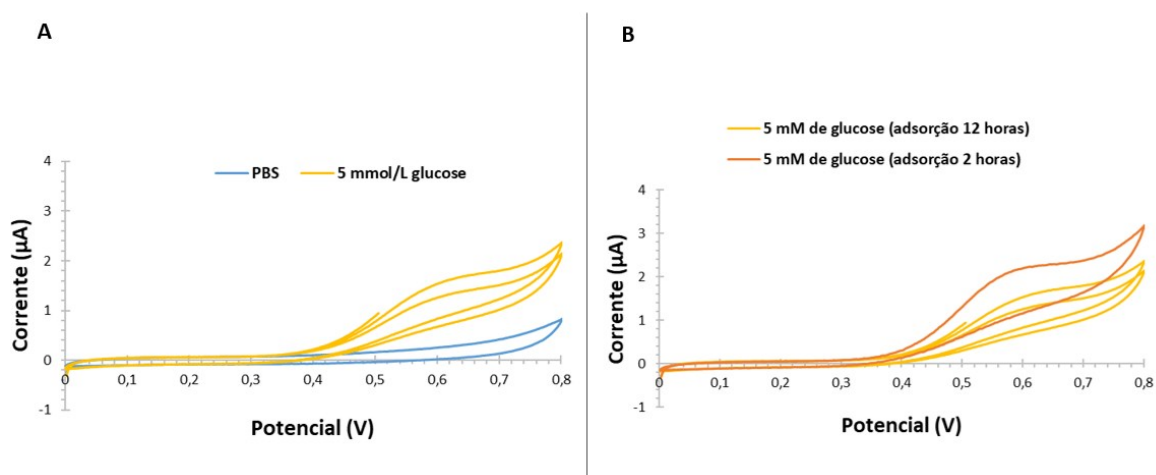 A
PBS 5 mmol/L glucose
4
3
2
1
0
-1
0 0,1 0,2 0,3 0,4 0,5 0,6 0,7 0,8
Corrente (µA)
Potencial (V)
B
5 mM de glucose (adsorção 12 horas)
5 mM de glucose (adsorção 2 horas)
4
3
2
1
0
-1
0 0,1 0,2 0,3 0,4 0,5 0,6 0,7 0,8
Corrente (µA)
Potencial (V)